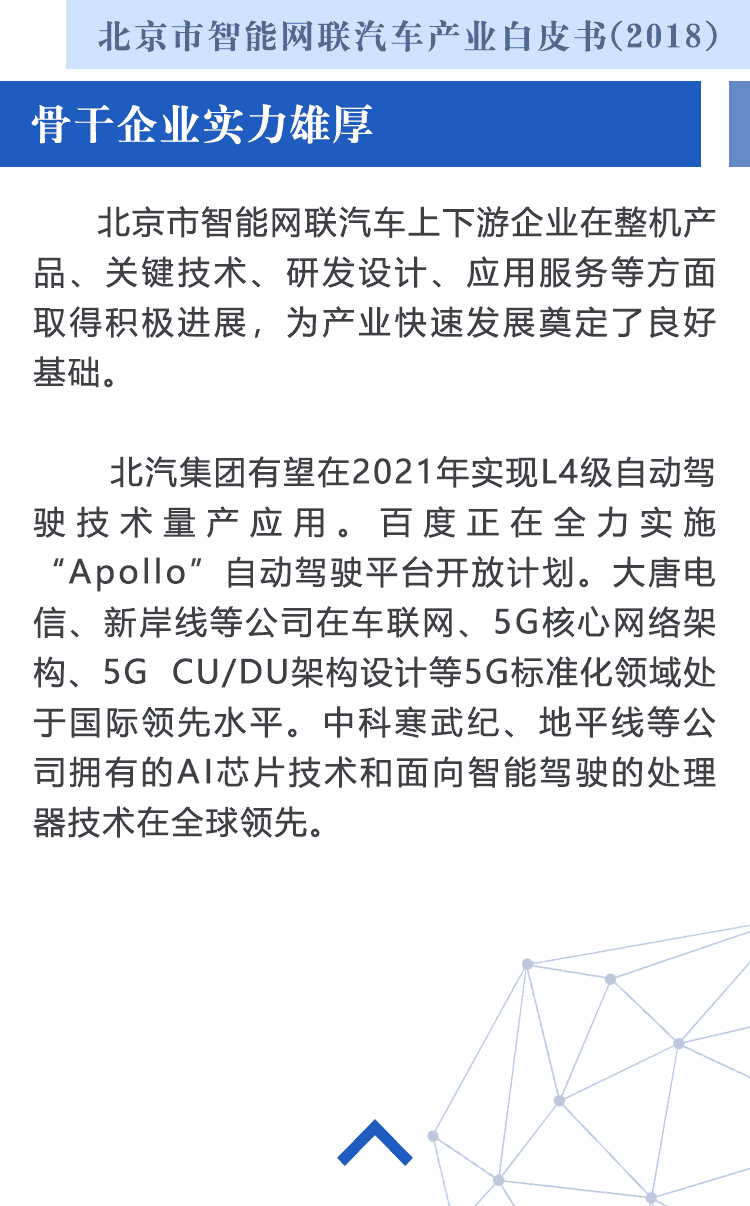 北京市智能网联汽车产业白皮书(2018)
骨干企业实力雄厚
北京市智能网联汽车上下游企业在整机产
品、关键技术、研发设计、应用服务等方面
取得积极进展，为产业快速发展奠定了良好
基础。
北汽集团有望在2021年实现L4级自动驾
驶技术量产应用。百度正在全力实施
“Apollo”自动驾驶平台开放计划。大唐电
信、新岸线等公司在车联网、5G核心网络架
构、5G CU/DU架构设计等5G标准化领域处
于国际领先水平。中科寒武纪、地平线等公
司拥有的AI芯片技术和面向智能驾驶的处理
器技术在全球领先。